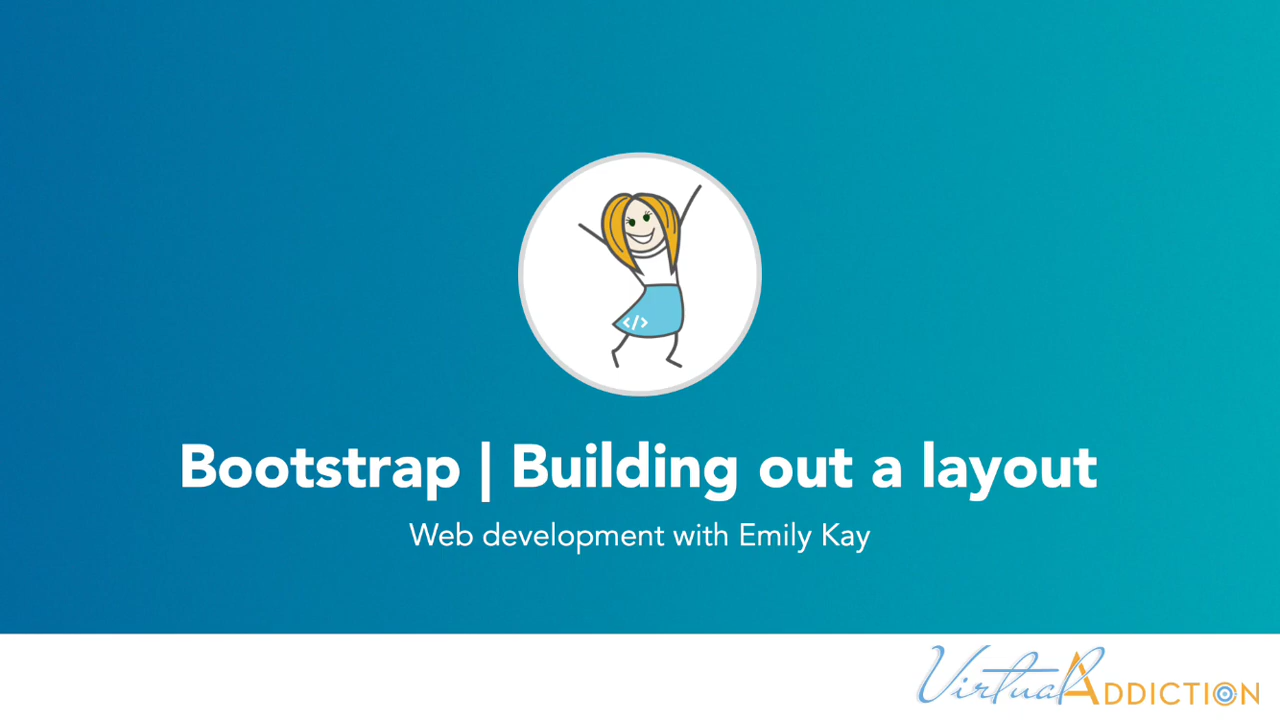 </>
Bootstrap | Building out a layout
Web development with Emily Kay
VirtualAddiction